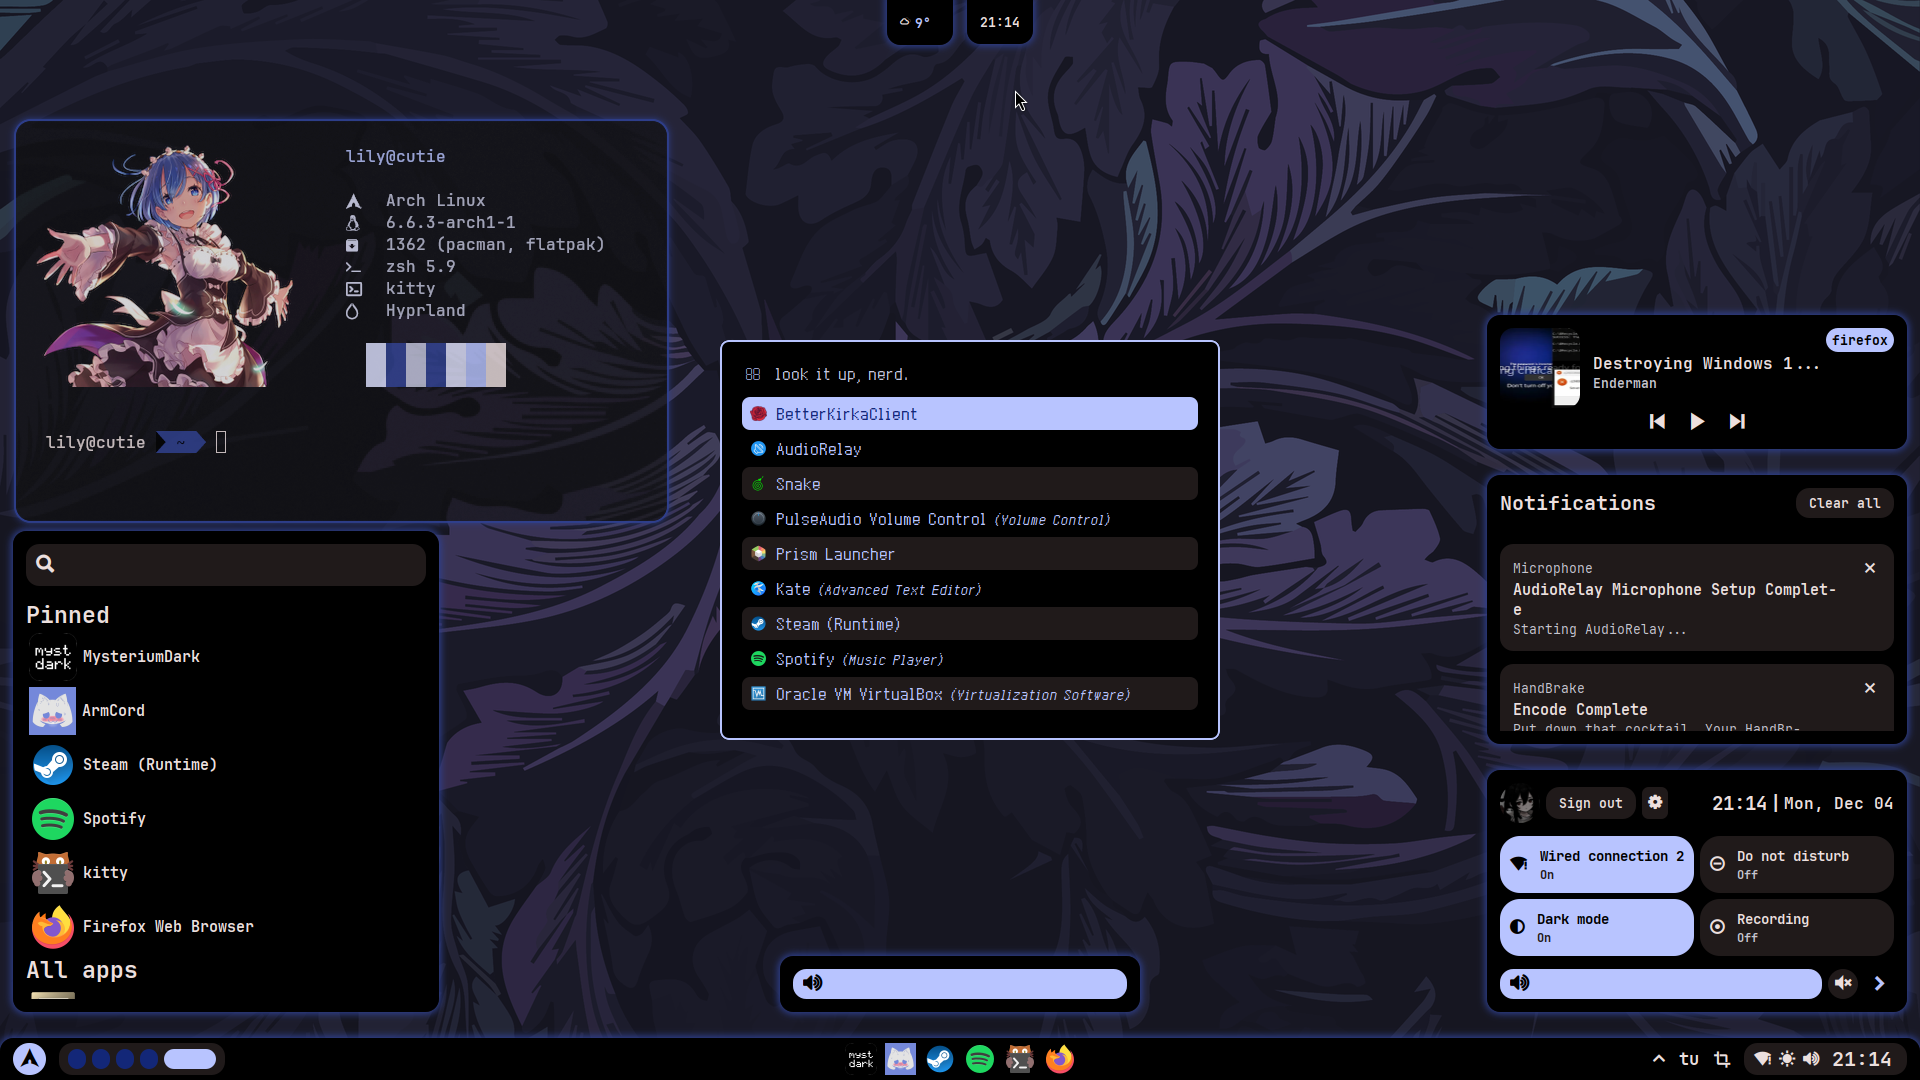 9°
21:14
lily@cutie
Arch Linux
6.6.3-arch1-1
1362 (pacman, flatpak)
zsh 5.9
kitty
Hyprland
lily@cutie ~
Pinned
myst
dark
MysteriumDark
ArmCord
Steam (Runtime)
Spotify
kitty
Firefox Web Browser
All apps
look it up, nerd.
BetterKirkaClient
AudioRelay
Snake
PulseAudio Volume Control (Volume Control)
Prism Launcher
Kate (Advanced Text Editor)
Steam (Runtime)
Spotify (Music Player)
Oracle VM VirtualBox (Virtualization Software)
firefox
Destroying Windows 1...
Enderman
Notifications
Clear all
Microphone
AudioRelay Microphone Setup Complet-
e
Starting AudioRelay...
HandBrake
Encode Complete
Put down that cocktail, Your HandBr-
Sign out
21:14|Mon, Dec 04
Wired connection 2
On
Do not disturb
Off
Dark mode
On
Recording
Off
myst
dark
tu
21:14